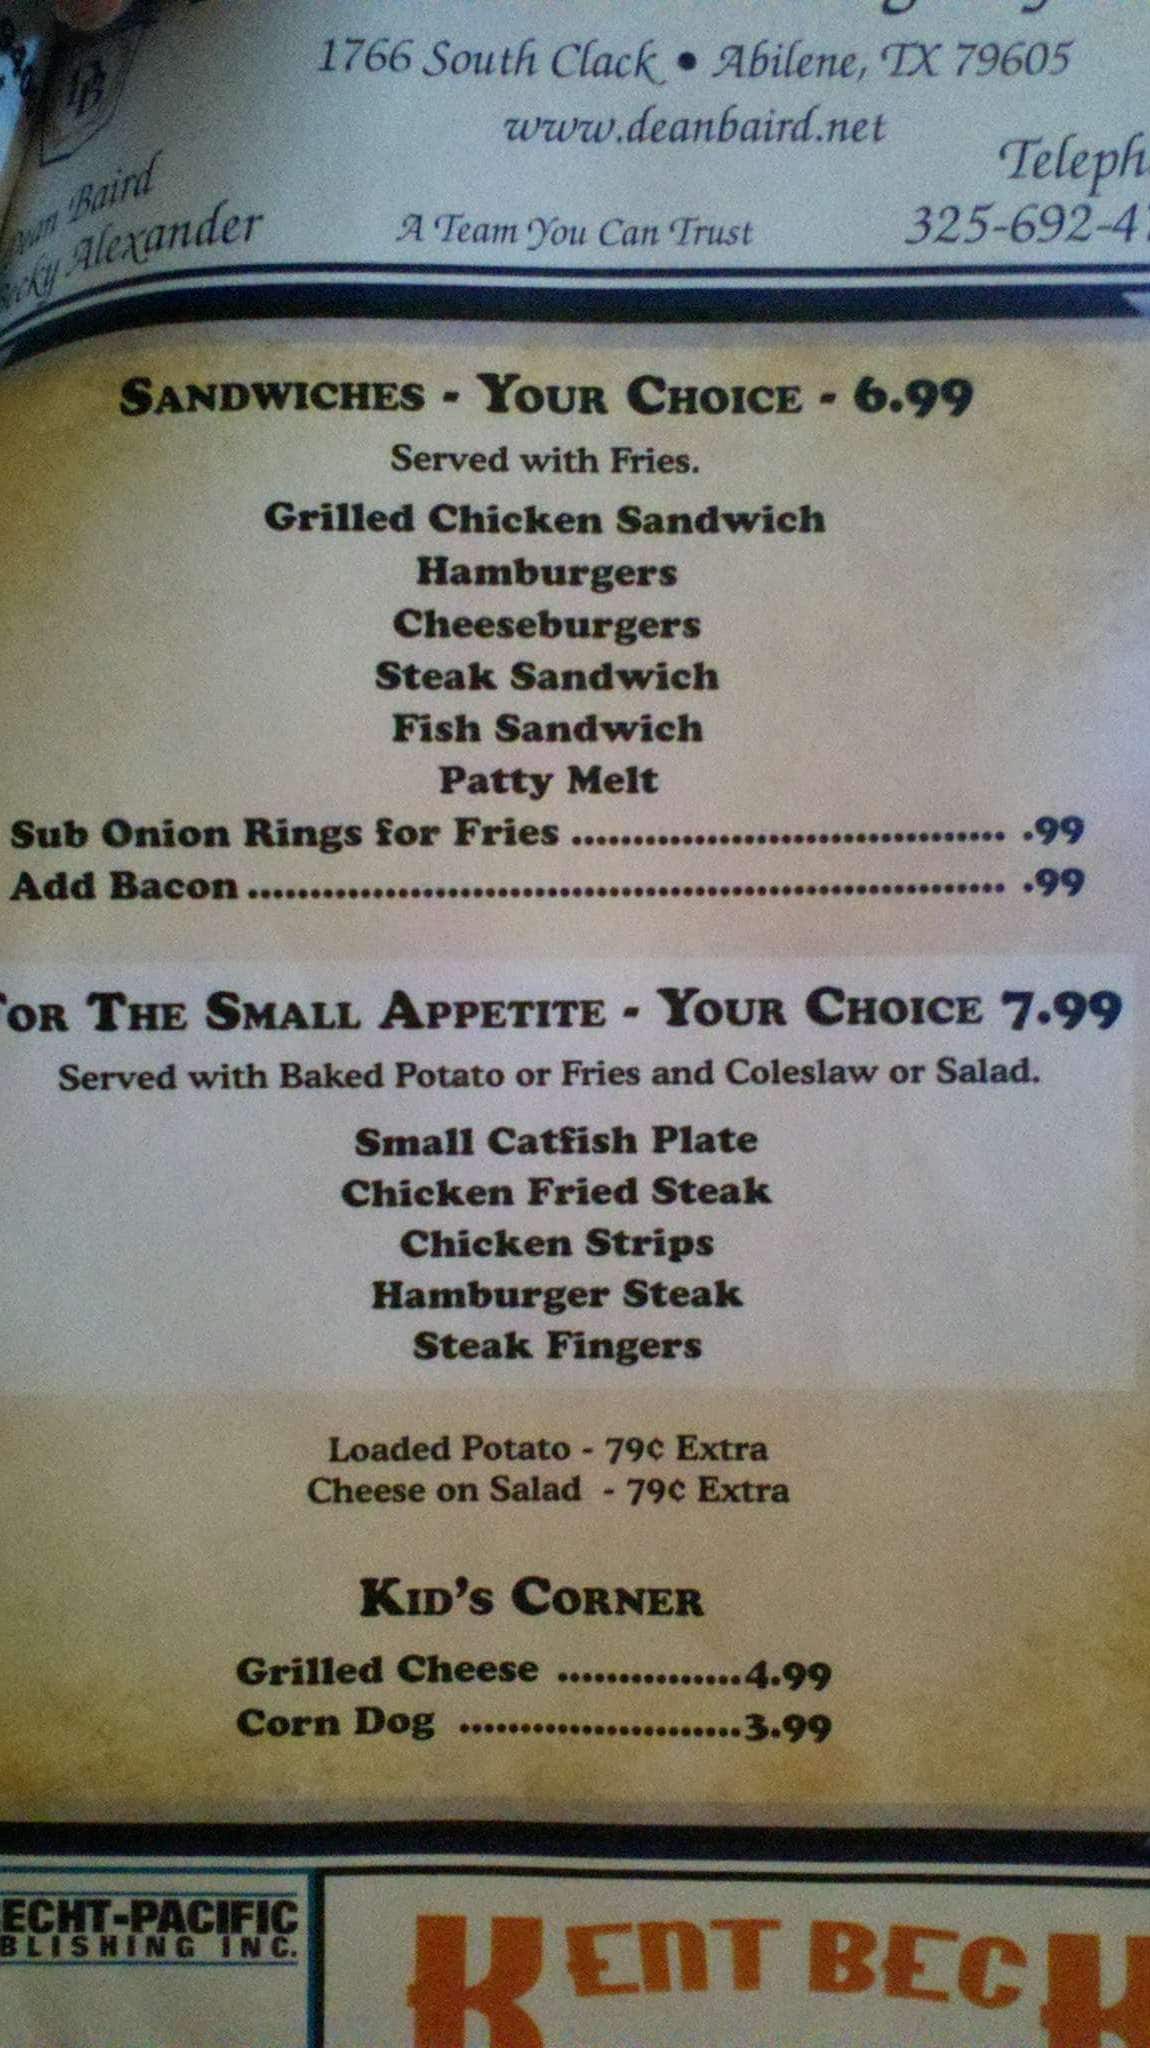 1766 South Clack • Abilene, TX 79605
www.deanbaird.net
Baird
Alexander
A Team You Can Trust
325-692-4
SANDWICHES - YOUR CHOICE - 6.99
Served with Fries.
Grilled Chicken Sandwich
Hamburgers
Cheeseburgers
Steak Sandwich
Fish Sandwich
Patty Melt
Sub Onion Rings for Fries .................................... .99
Add Bacon ............................................................... .99
FOR THE SMALL APPETITE - YOUR CHOICE 7.99
Served with Baked Potato or Fries and Coleslaw or Salad.
Small Catfish Plate
Chicken Fried Steak
Chicken Strips
Hamburger Steak
Steak Fingers
Loaded Potato - 79¢ Extra
Cheese on Salad - 79¢ Extra
KID'S CORNER
Grilled Cheese ...............4.99
Corn Dog .......................3.99
ECHT-PACIFIC
BLISHING INC.
KENT BECK